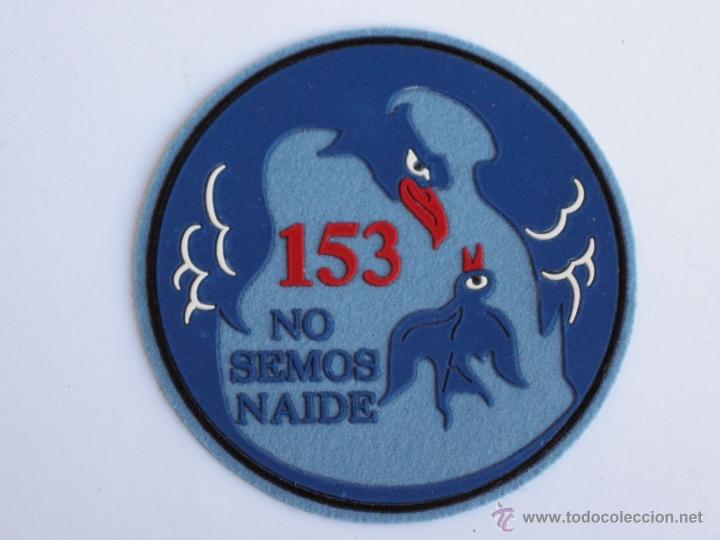 153
NO
SEMOS
NAIDE
© www.todocoleccion.net